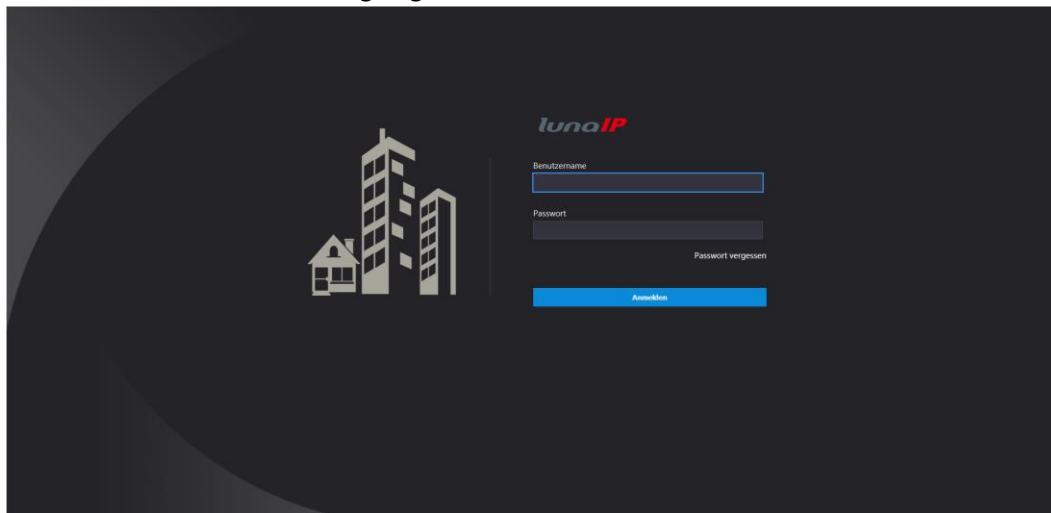 lunaIP
Benutzername
Passwort
Passwort vergessen
Anmelden